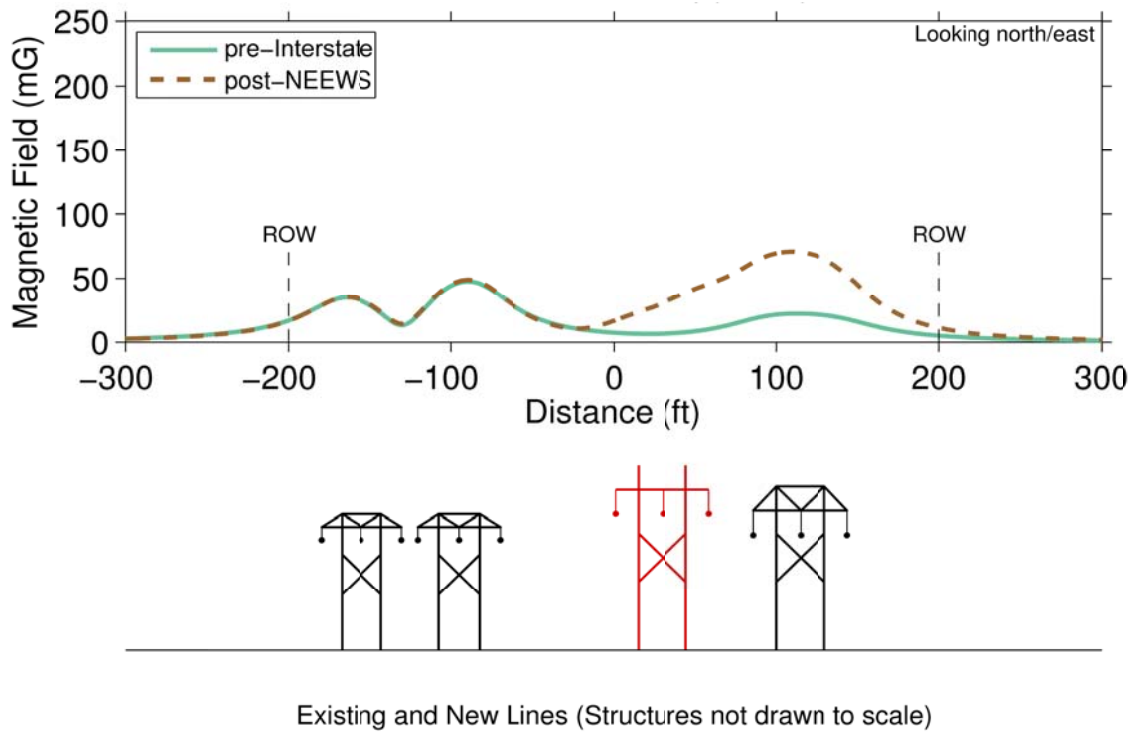 250
200
150
100
50
0
Magnetic Field (mG)
pre–Interstate
post–NEEWS
Looking north/east
ROW
ROW
−300
−200
−100
0
100
200
300
Distance (ft)
Existing and New Lines (Structures not drawn to scale)